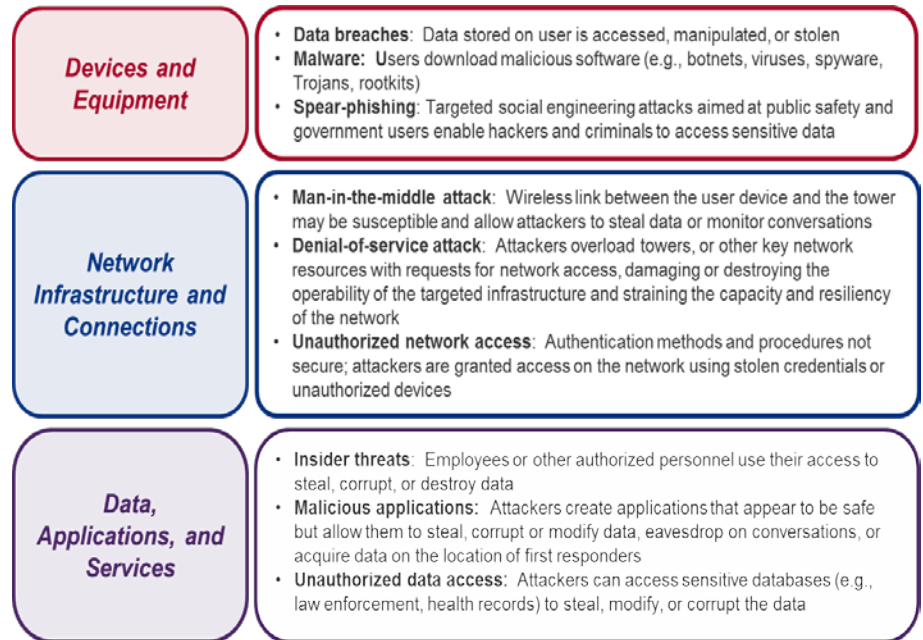 Devices and
Equipment
• Data breaches: Data stored on user is accessed, manipulated, or stolen
• Malware: Users download malicious software (e.g., botnets, viruses, spyware,
Trojans, rootkits)
• Spear-phishing: Targeted social engineering attacks aimed at public safety and
government users enable hackers and criminals to access sensitive data
Network
Infrastructure and
Connections
• Man-in-the-middle attack: Wireless link between the user device and the tower
may be susceptible and allow attackers to steal data or monitor conversations
• Denial-of-service attack: Attackers overload towers, or other key network
resources with requests for network access, damaging or destroying the
operability of the targeted infrastructure and straining the capacity and resiliency
of the network
• Unauthorized network access: Authentication methods and procedures not
secure; attackers are granted access on the network using stolen credentials or
unauthorized devices
Data,
Applications, and
Services
• Insider threats: Employees or other authorized personnel use their access to
steal, corrupt, or destroy data
• Malicious applications: Attackers create applications that appear to be safe
but allow them to steal, corrupt or modify data, eavesdrop on conversations, or
acquire data on the location of first responders
• Unauthorized data access: Attackers can access sensitive databases (e.g.,
law enforcement, health records) to steal, modify, or corrupt the data